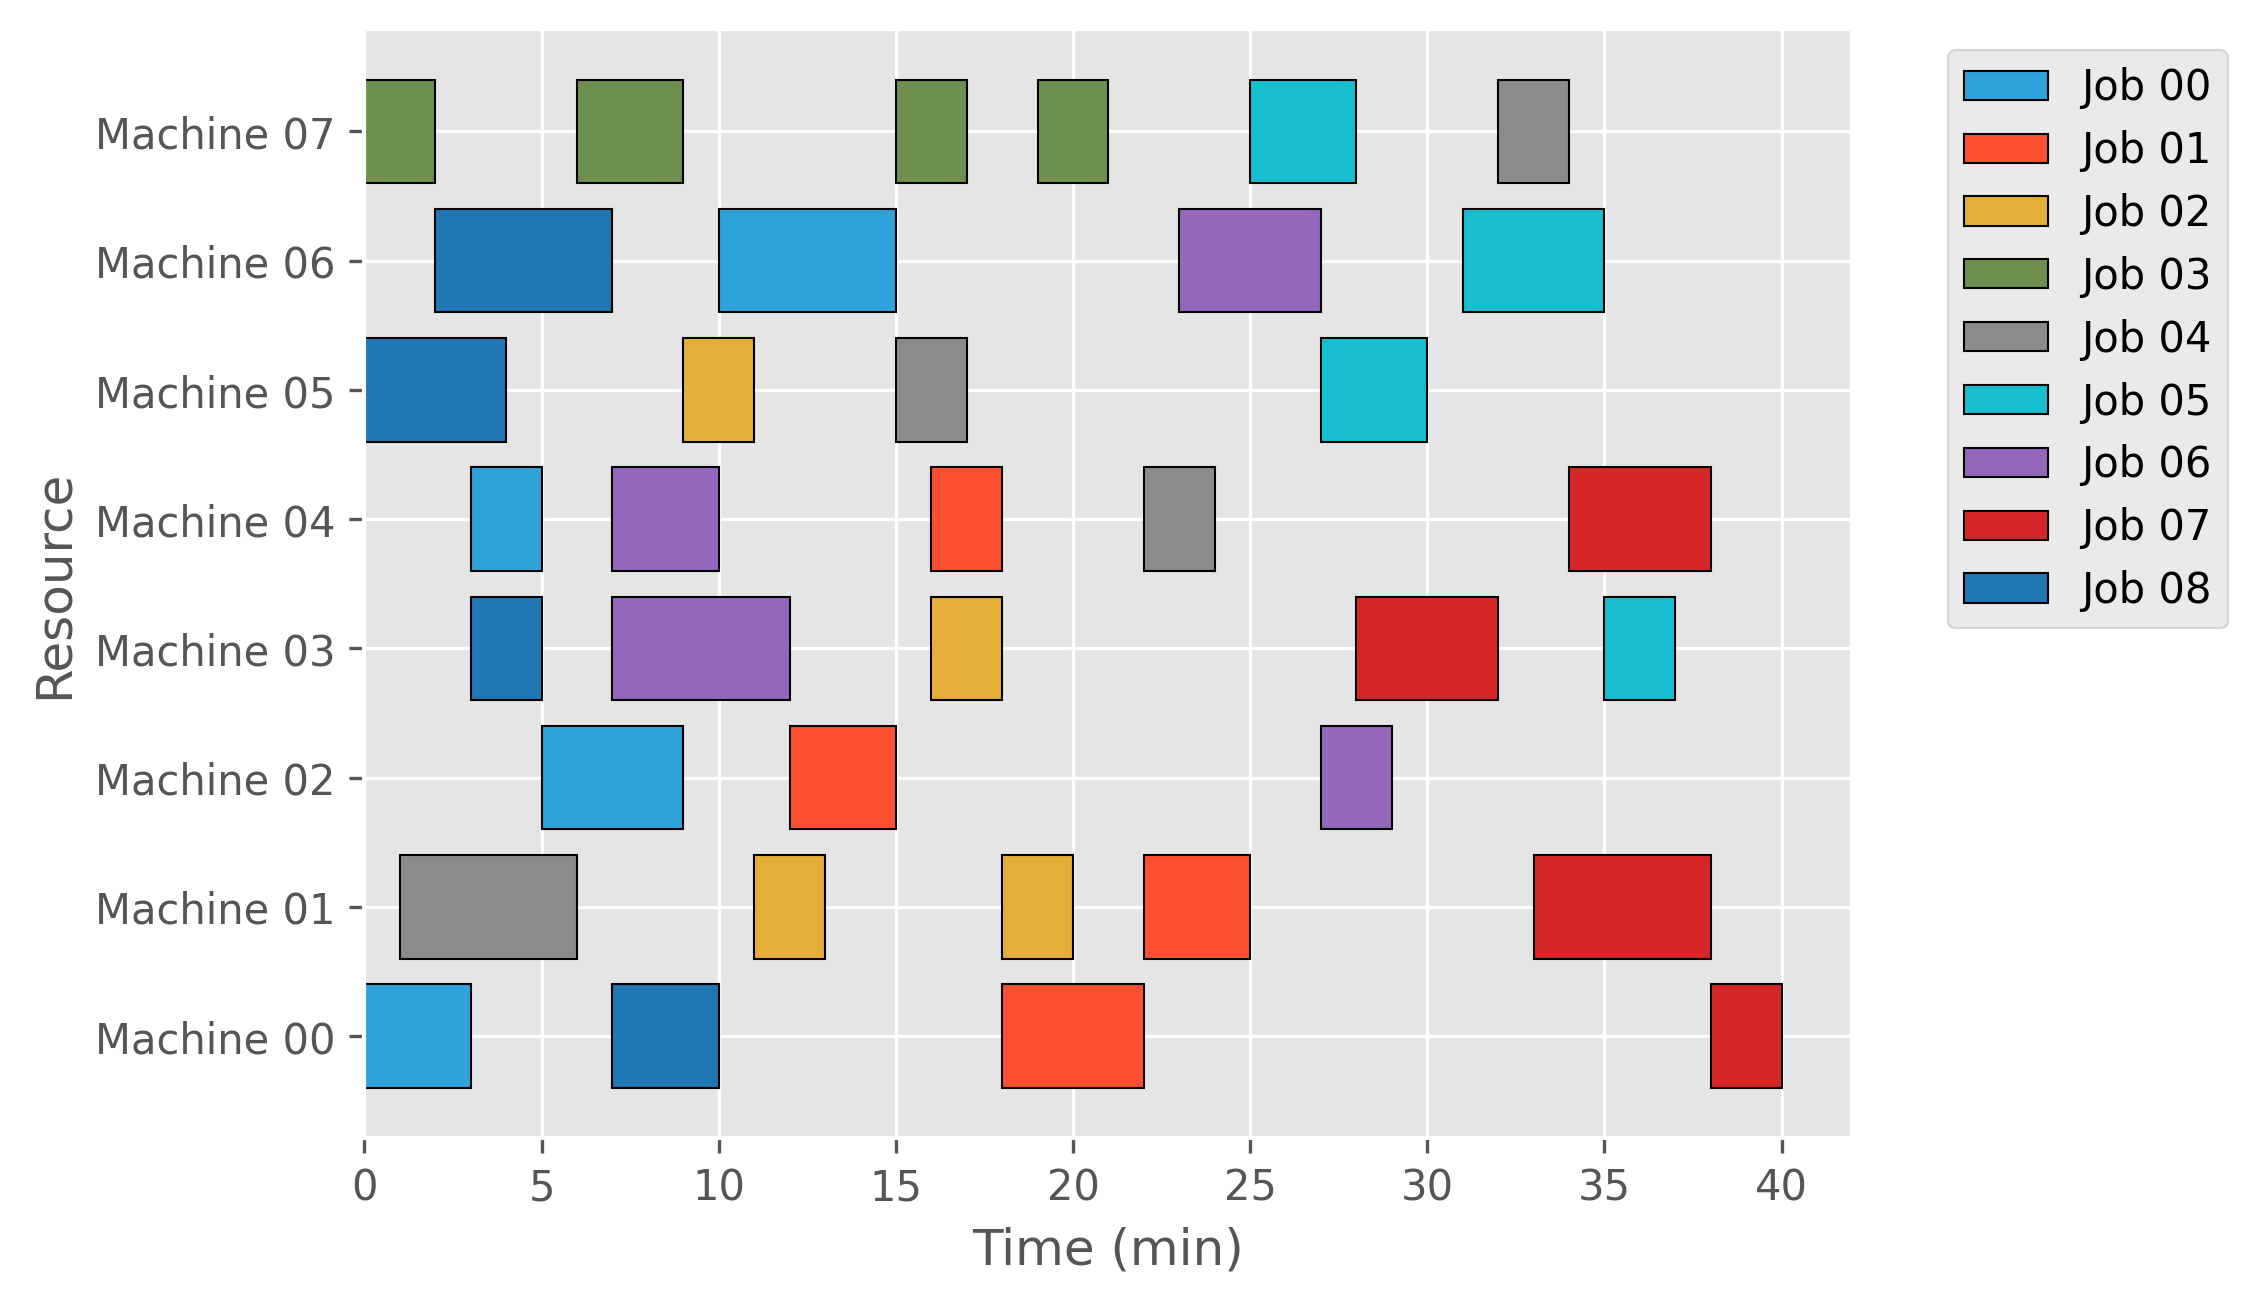 Machine 07
Machine 06
Machine 05
Machine 04
Machine 03
Machine 02
Machine 01
Machine 00
Resource
0 5 10 15 20 25 30 35 40
Time (min)
Job 00
Job 01
Job 02
Job 03
Job 04
Job 05
Job 06
Job 07
Job 08